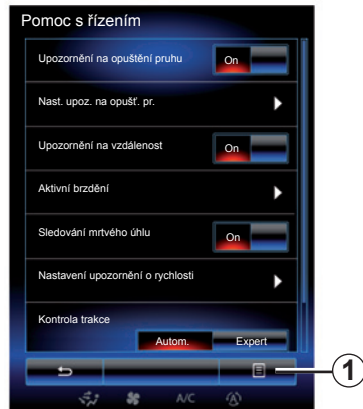 Pomoc s řízením
Upozornění na opuštění pruhu On
Nast. upoz. na opušť. pr.
Upozornění na vzdálenost On
Aktivní brzdění
Sledování mrtvého úhlu On
Nastavení upozornění o rychlosti
Kontrola trakce
Autom. Expert
1
A/C A